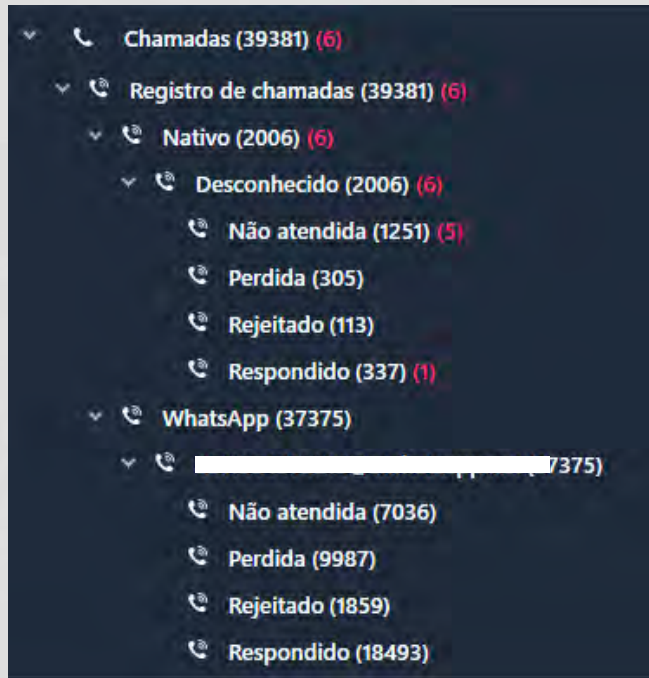 Chamadas (39381) (6)
Registro de chamadas (39381) (6)
Nativo (2006) (6)
Desconhecido (2006) (6)
Não atendida (1251) (5)
Perdida (305)
Rejeitado (113)
Respondido (337) (1)
WhatsApp (37375)
7375)
Não atendida (7036)
Perdida (9987)
Rejeitado (1859)
Respondido (18493)